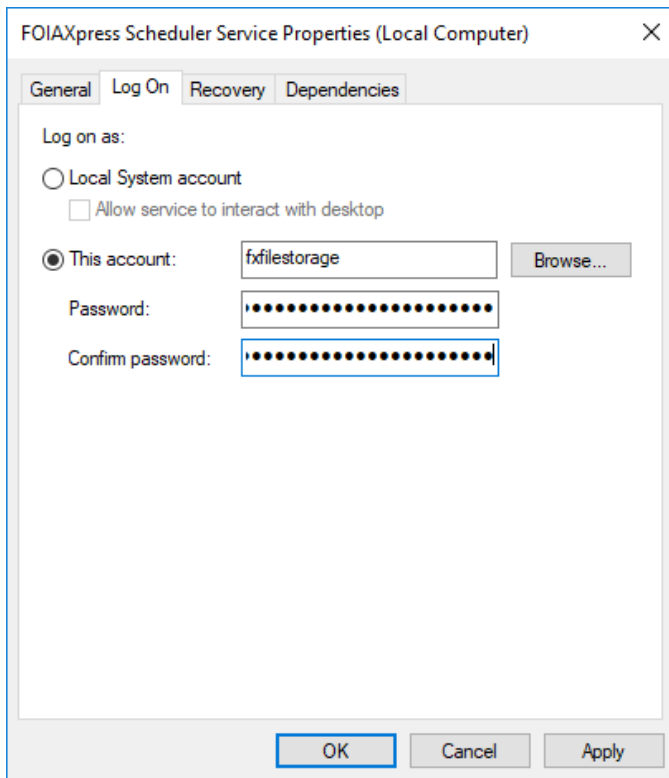 FOIAXpress Scheduler Service Properties (Local Computer)
General Log On Recovery Dependencies
Log on as:
Local System account
Allow service to interact with desktop
This account: fxfilestorage Browse...
Password: ••••••••••••••••••••••
Confirm password: ••••••••••••••••••••••
OK Cancel Apply